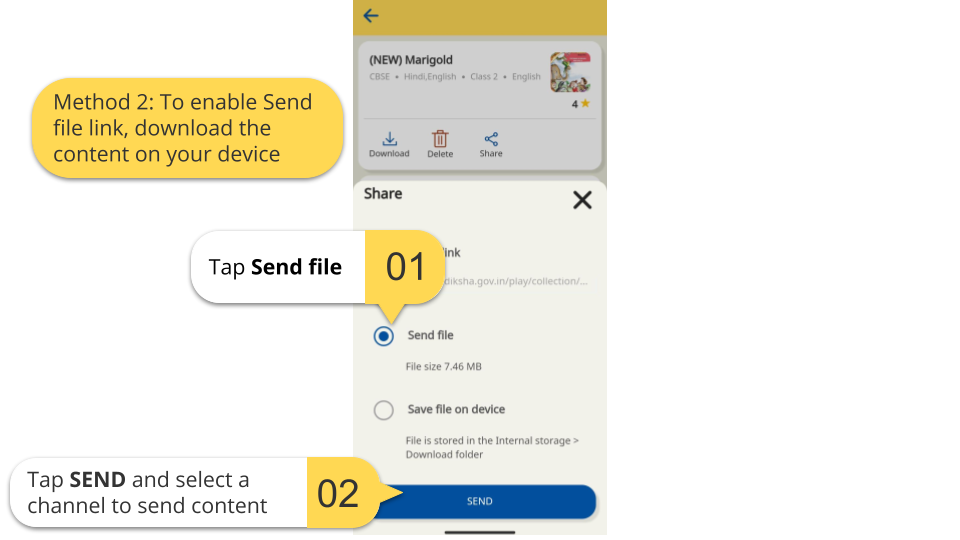 (NEW) Marigold
CBSE • Hindi,English • Class 2 • English
4
Method 2: To enable Send
file link, download the
content on your device
Download Delete Share
Share
ink
diksha.gov.in/play/collection/...
Tap Send file 01
Send file
File size 7.46 MB
Save file on device
File is stored in the Internal storage >
Download folder
Tap SEND and select a
channel to send content
02
SEND